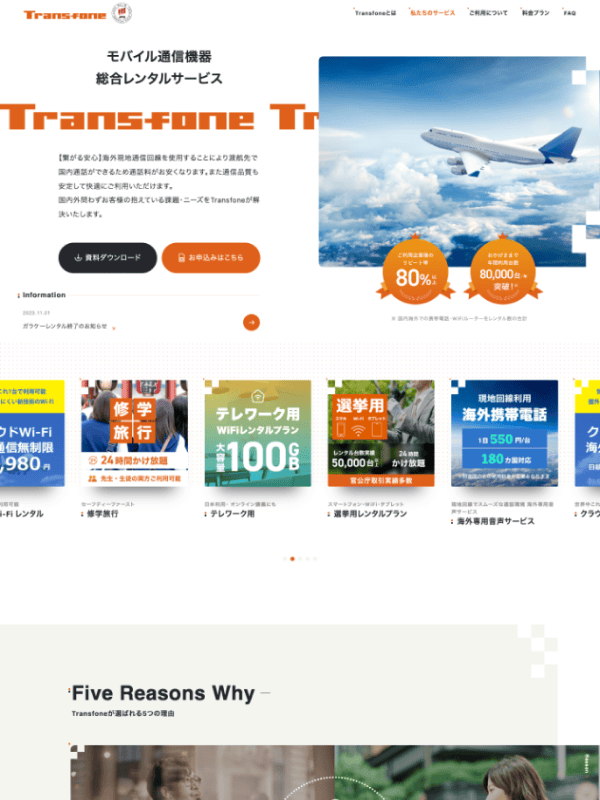 Transfone
Transfoneとは
私たちのサービス
ご利用について
料金プラン
FAQ
モバイル通信機器
総合レンタルサービス
Transfone Tr
【繋がる安心】海外現地通信回線を使用することにより渡航先で
国内通話ができるため通話料がお安くなります。また通信品質も
安定して快適にご利用いただけます。
国内外問わずお客様の抱えている課題・ニーズをTransfoneが解
決いたします。
資料ダウンロード
お申込みはこちら
ご利用企業様の
リピート率
80%以上
おかげさまで
年間利用台数
80,000台
突破!※
※ 国内海外での携帯電話・WiFiルーターをレンタル数の合計
Information
2023.11.01
ガラケーレンタル終了のお知らせ
これ1台で利用可能
にくい新技術のWi-Fi
ウドWi-Fi
通信無制限
,980円
利用可能
i-Fi レンタル
修学
旅行
24時間かけ放題
先生・生徒の両方ご利用可能
セーフティーファースト
修学旅行
テレワーク用
WiFiレンタルプラン
大容量100GB
日本利用・オンライン授業にも
テレワーク用
選挙用
スマホ WI-FI タブレット
レンタル台数実績
50,000台
24時間
かけ放題
官公庁取引実績多数
スマートフォン・WiFi・タブレット
選挙用レンタルプラン
現地回線利用
海外携帯電話
1日 550円/台
180カ国対応
現地回線でスムーズな通話環境 海外専用音
声サービス
海外専用音声サービス
クラ
海外
日額
世界中これ
クラウ
Five Reasons Why
Transfoneが選ばれる5つの理由
Reason